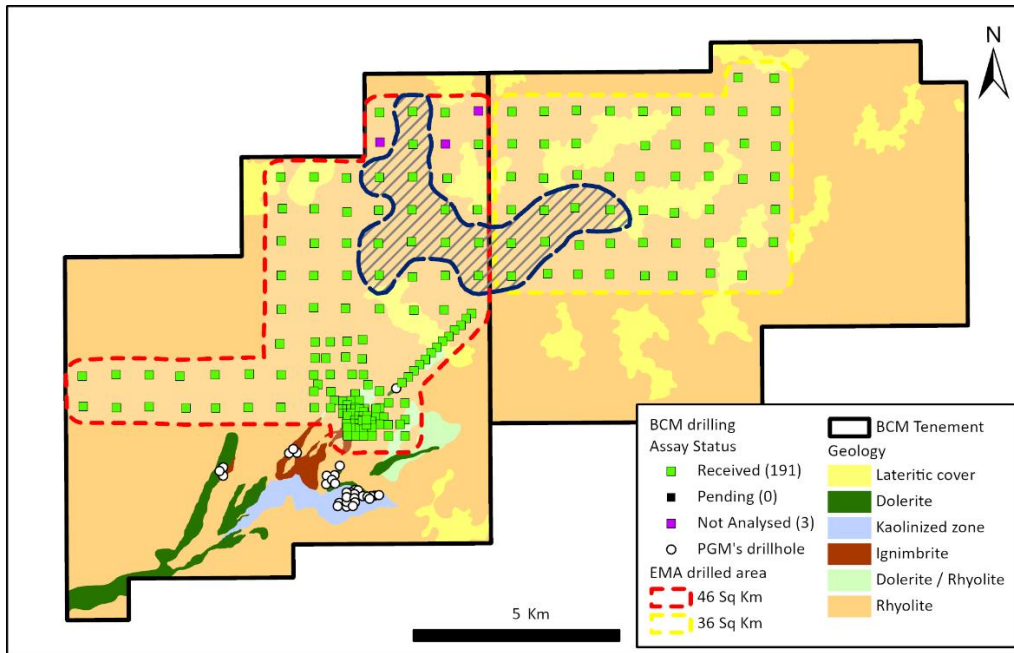 N
BCM drilling
Assay Status
Received (191)
Pending (0)
Not Analysed (3)
PGM's drillhole
EMA drilled area
46 Sq Km
36 Sq Km
BCM Tenement
Geology
Lateritic cover
Dolerite
Kaolinized zone
Ignimbrite
Dolerite / Rhyolite
Rhyolite
5 Km